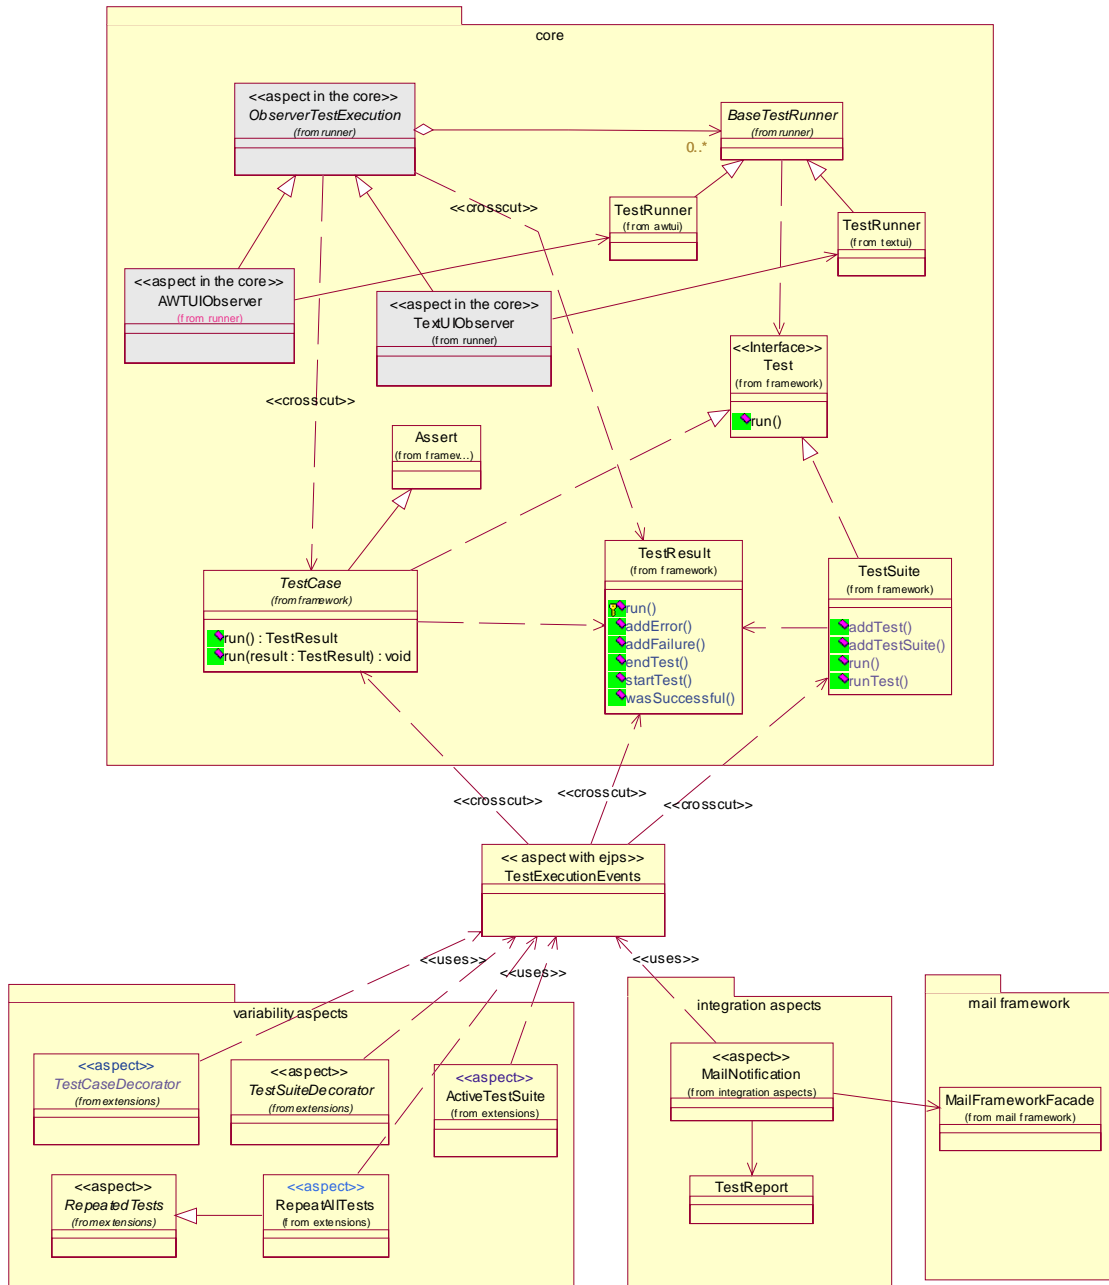 core
<<aspect in the core>>
ObserverTestExecution
(from runner)
BaseTestRunner
(from runner)
0..*
<<crosscut>>
TestRunner
(from awtui)
TestRunner
(from textui)
<<aspect in the core>>
AWTUIObserver
(from runner)
<<aspect in the core>>
TextUIObserver
(from runner)
<<Interface>>
Test
(from framework)
run()
<<crosscut>>
Assert
(from framew...)
TestCase
(from framework)
run() : TestResult
run(result : TestResult) : void
TestResult
(from framework)
run()
addError()
addFailure()
endTest()
startTest()
wasSuccessful()
TestSuite
(from framework)
addTest()
addTestSuite()
run()
runTest()
<<crosscut>>
<<crosscut>>
<<crosscut>>
<< aspect with ejps>>
TestExecutionEvents
<<uses>>
<<uses>>
<<uses>>
variability aspects
<<aspect>>
TestCaseDecorator
(from extensions)
<<aspect>>
TestSuiteDecorator
(from extensions)
<<aspect>>
ActiveTestSuite
(from extensions)
<<aspect>>
RepeatedTests
(from extensions)
<<aspect>>
RepeatAllTests
(from extensions)
integration aspects
<<aspect>>
MailNotification
(from integration aspects)
TestReport
mail framework
MailFrameworkFacade
(from mail framework)